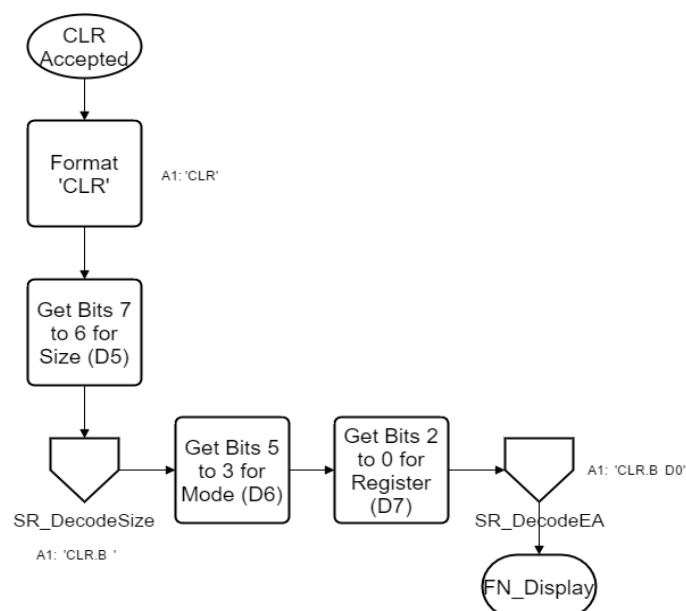 CLR
Accepted
Format
'CLR'
A1: 'CLR'
Get Bits 7
to 6 for
Size (D5)
SR_DecodeSize
A1: 'CLR.B '
Get Bits 5
to 3 for
Mode (D6)
Get Bits 2
to 0 for
Register
(D7)
SR_DecodeEA
A1: 'CLR.B D0'
FN_Display